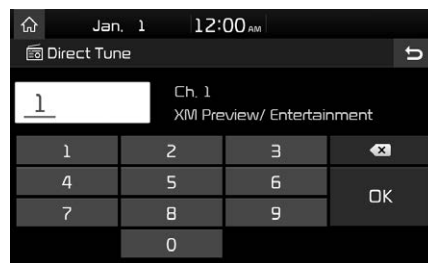 Jan. 1 12:00 AM
Direct Tune
1 Ch. 1
XM Preview/ Entertainment
1 2 3
4 5 6 OK
7 8 9
0